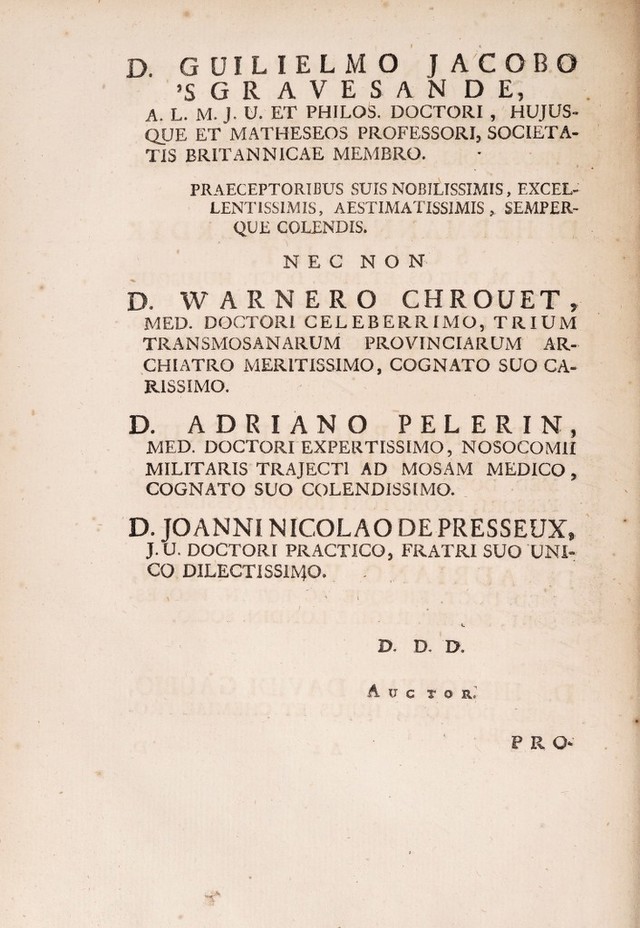 D. GUILIELMO JACOBO
'SGRAVESANDE,
A. L. M. J. U. ET PHILOS. DOCTORI, HUJUS-
QUE ET MATHESEOS PROFESSORI, SOCIETA-
TIS BRITANNICAE MEMBRO.
PRAECEPTORIBUS SUIS NOBILISSIMIS, EXCEL-
LENTISSIMIS, AESTIMATISSIMIS, SEMPER-
QUE COLENDIS.
NEC NON
D. WARNERO CHROUET,
MED. DOCTORI CELEBERRIMO, TRIUM
TRANSMOSANARUM PROVINCIARUM AR-
CHIATRO MERITISSIMO, COGNATO SUO CA-
RISSIMO.
D. ADRIANO PELERIN,
MED. DOCTORI EXPERTISSIMO, NOSOCOMII
MILITARIS TRAJECTI AD MOSAM MEDICO,
COGNATO SUO COLENDISSIMO.
D. JOANNI NICOLAO DE PRESSEUX,
J. U. DOCTORI PRACTICO, FRATRI SUO UNI-
CO DILECTISSIMO.
D. D. D.
AUCTOR.
PRO-